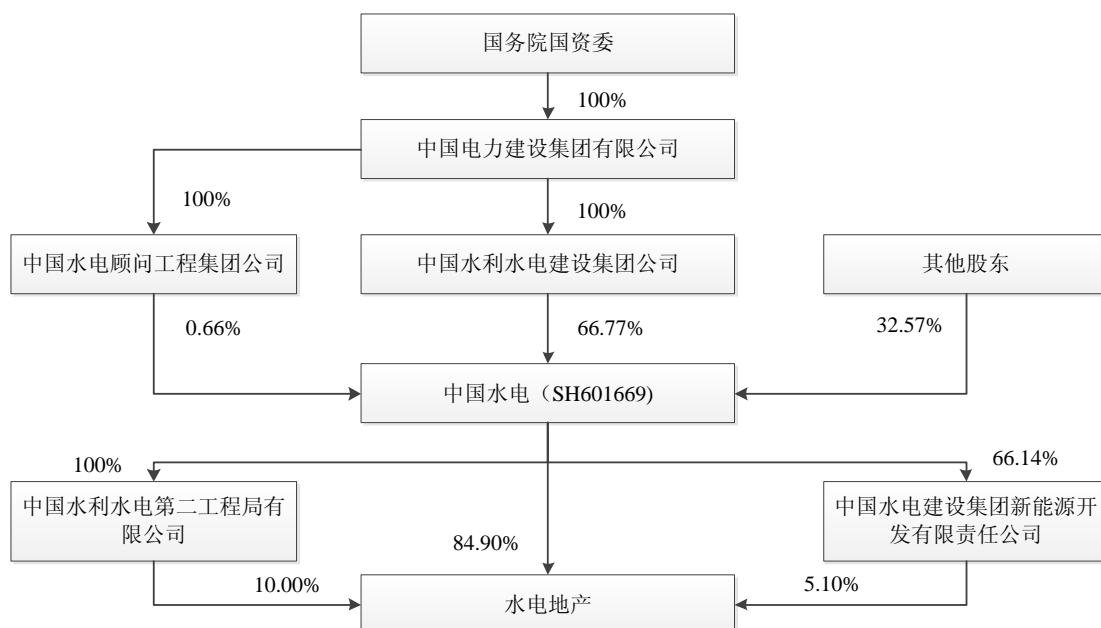 国务院国资委
100%
中国电力建设集团有限公司
100%
100%
中国水电顾问工程集团公司
中国水利水电建设集团公司
其他股东
0.66%
66.77%
32.57%
中国水电（SH601669)
100%
66.14%
中国水利水电第二工程局有
限公司
中国水电建设集团新能源开
发有限责任公司
84.90%
10.00%
5.10%
水电地产